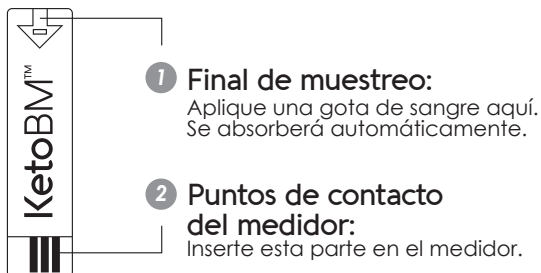 KetoBM™
1 Final de muestreo:
Aplique una gota de sangre aquí.
Se absorberá automáticamente.
2 Puntos de contacto
del medidor:
Inserte esta parte en el medidor.